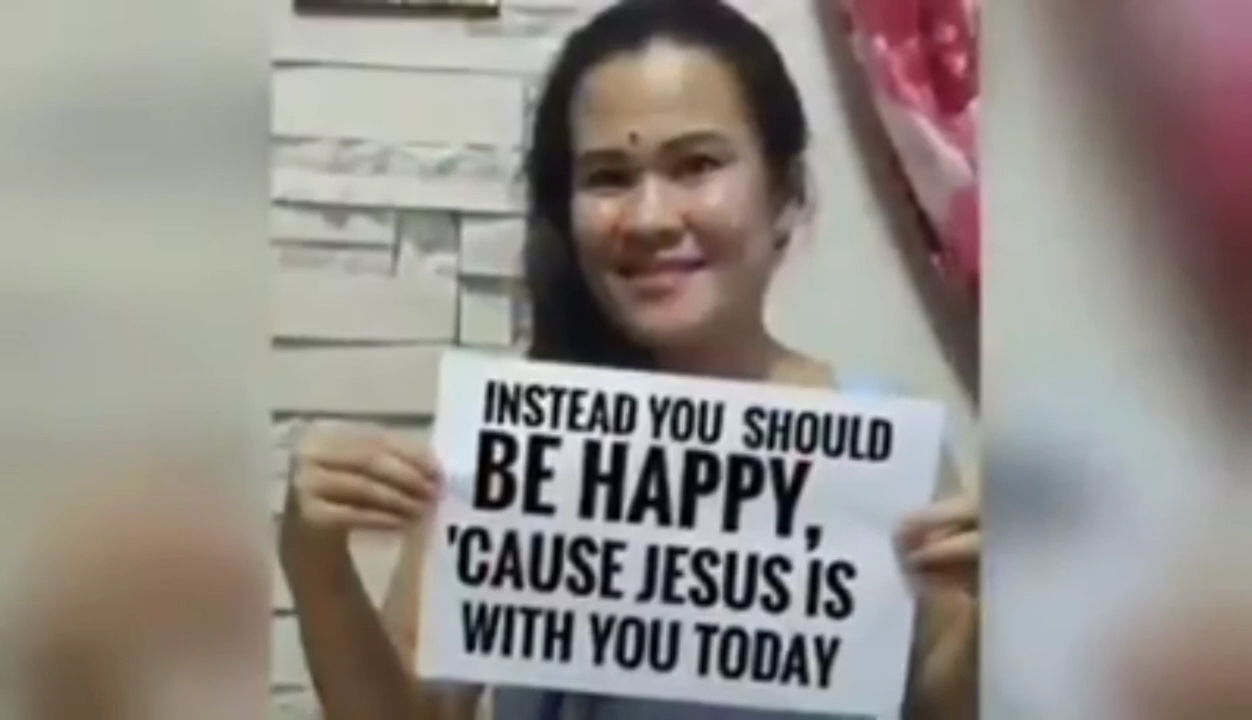 INSTEAD YOU SHOULD
BE HAPPY,
'CAUSE JESUS IS
WITH YOU TODAY